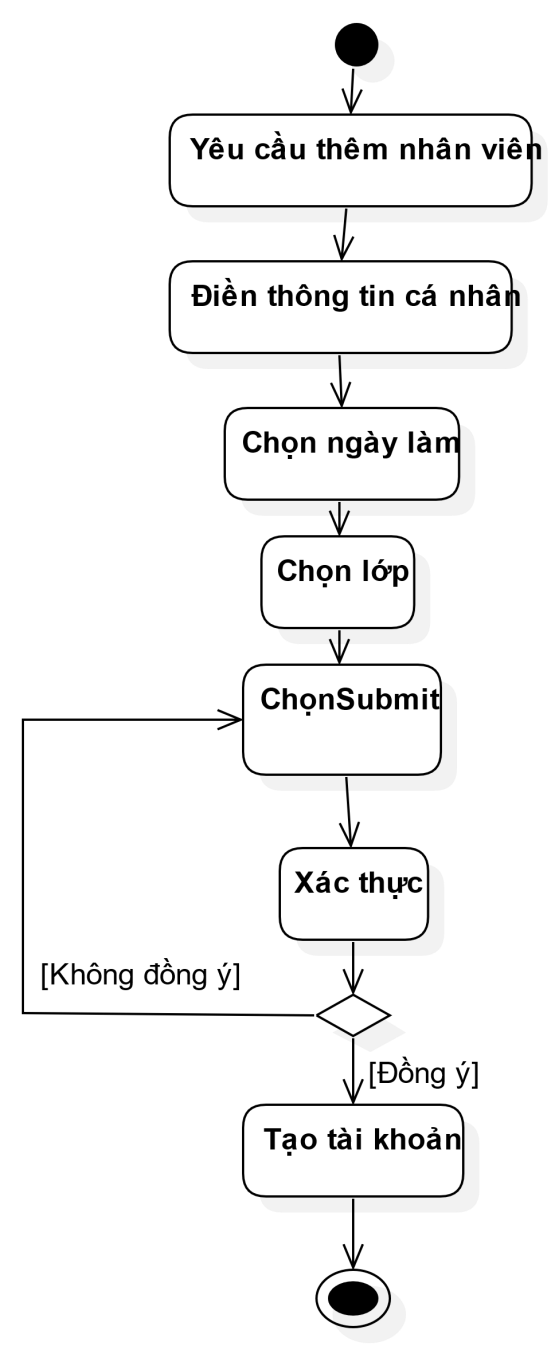 Yêu cầu thêm nhân viên
Điền thông tin cá nhân
Chọn ngày làm
Chọn lớp
ChọnSubmit
Xác thực
[Không đồng ý]
[Đồng ý]
Tạo tài khoản